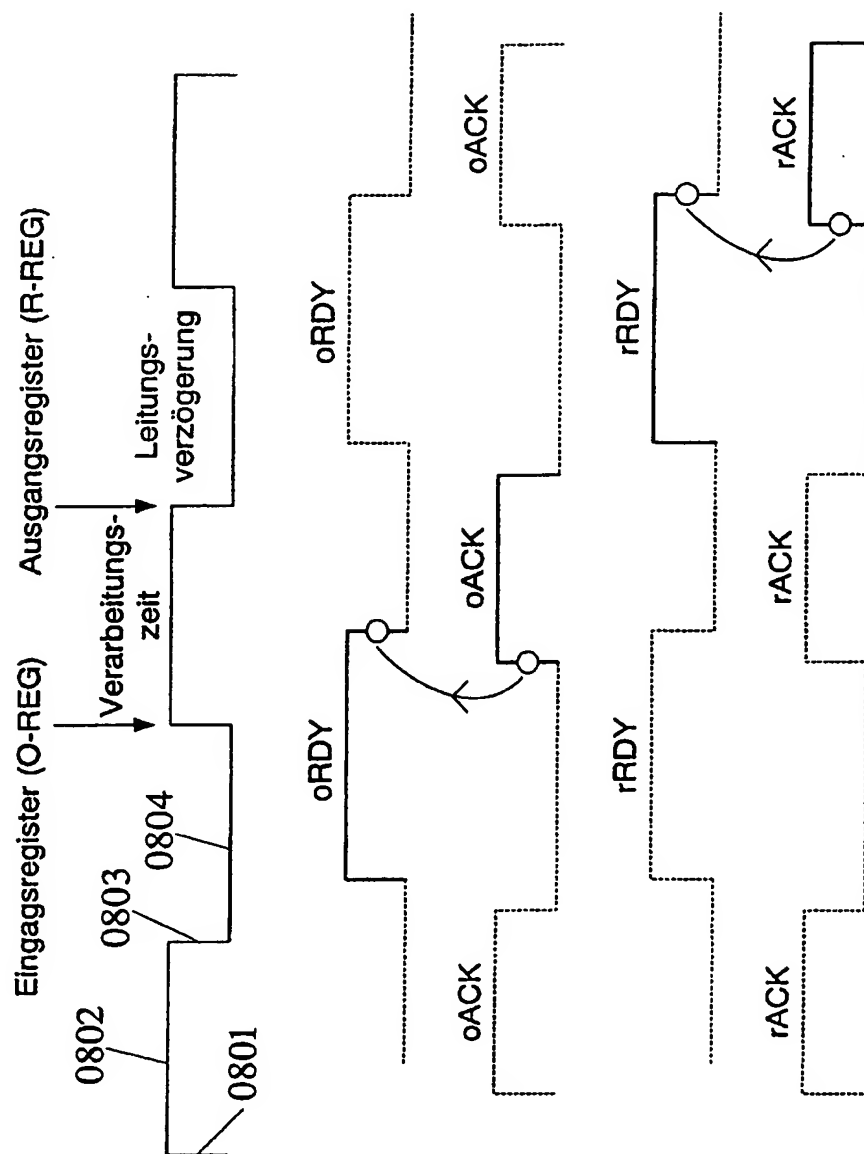 Eingagsregister (O-REG)
Ausgangsregister (R-REG)
0802
0803
Verarbeitungs-
zeit
Leitungs-
verzögerung
0801
0804
oRDY
oRDY
oACK
oACK
oACK
rRDY
rRDY
rACK
rACK
rACK